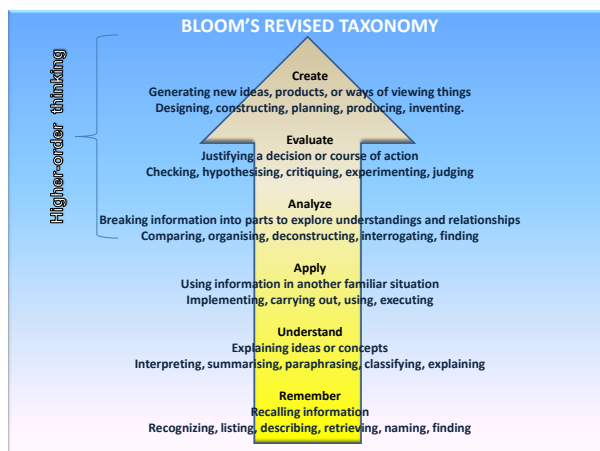 BLOOM'S REVISED TAXONOMY
Higher-order thinking
Create
Generating new ideas, products, or ways of viewing things
Designing, constructing, planning, producing, inventing.
Evaluate
Justifying a decision or course of action
Checking, hypothesising, critiquing, experimenting, judging
Analyze
Breaking information into parts to explore understandings and relationships
Comparing, organising, deconstructing, interrogating, finding
Apply
Using information in another familiar situation
Implementing, carrying out, using, executing
Understand
Explaining ideas or concepts
Interpreting, summarising, paraphrasing, classifying, explaining
Remember
Recalling information
Recognizing, listing, describing, retrieving, naming, finding